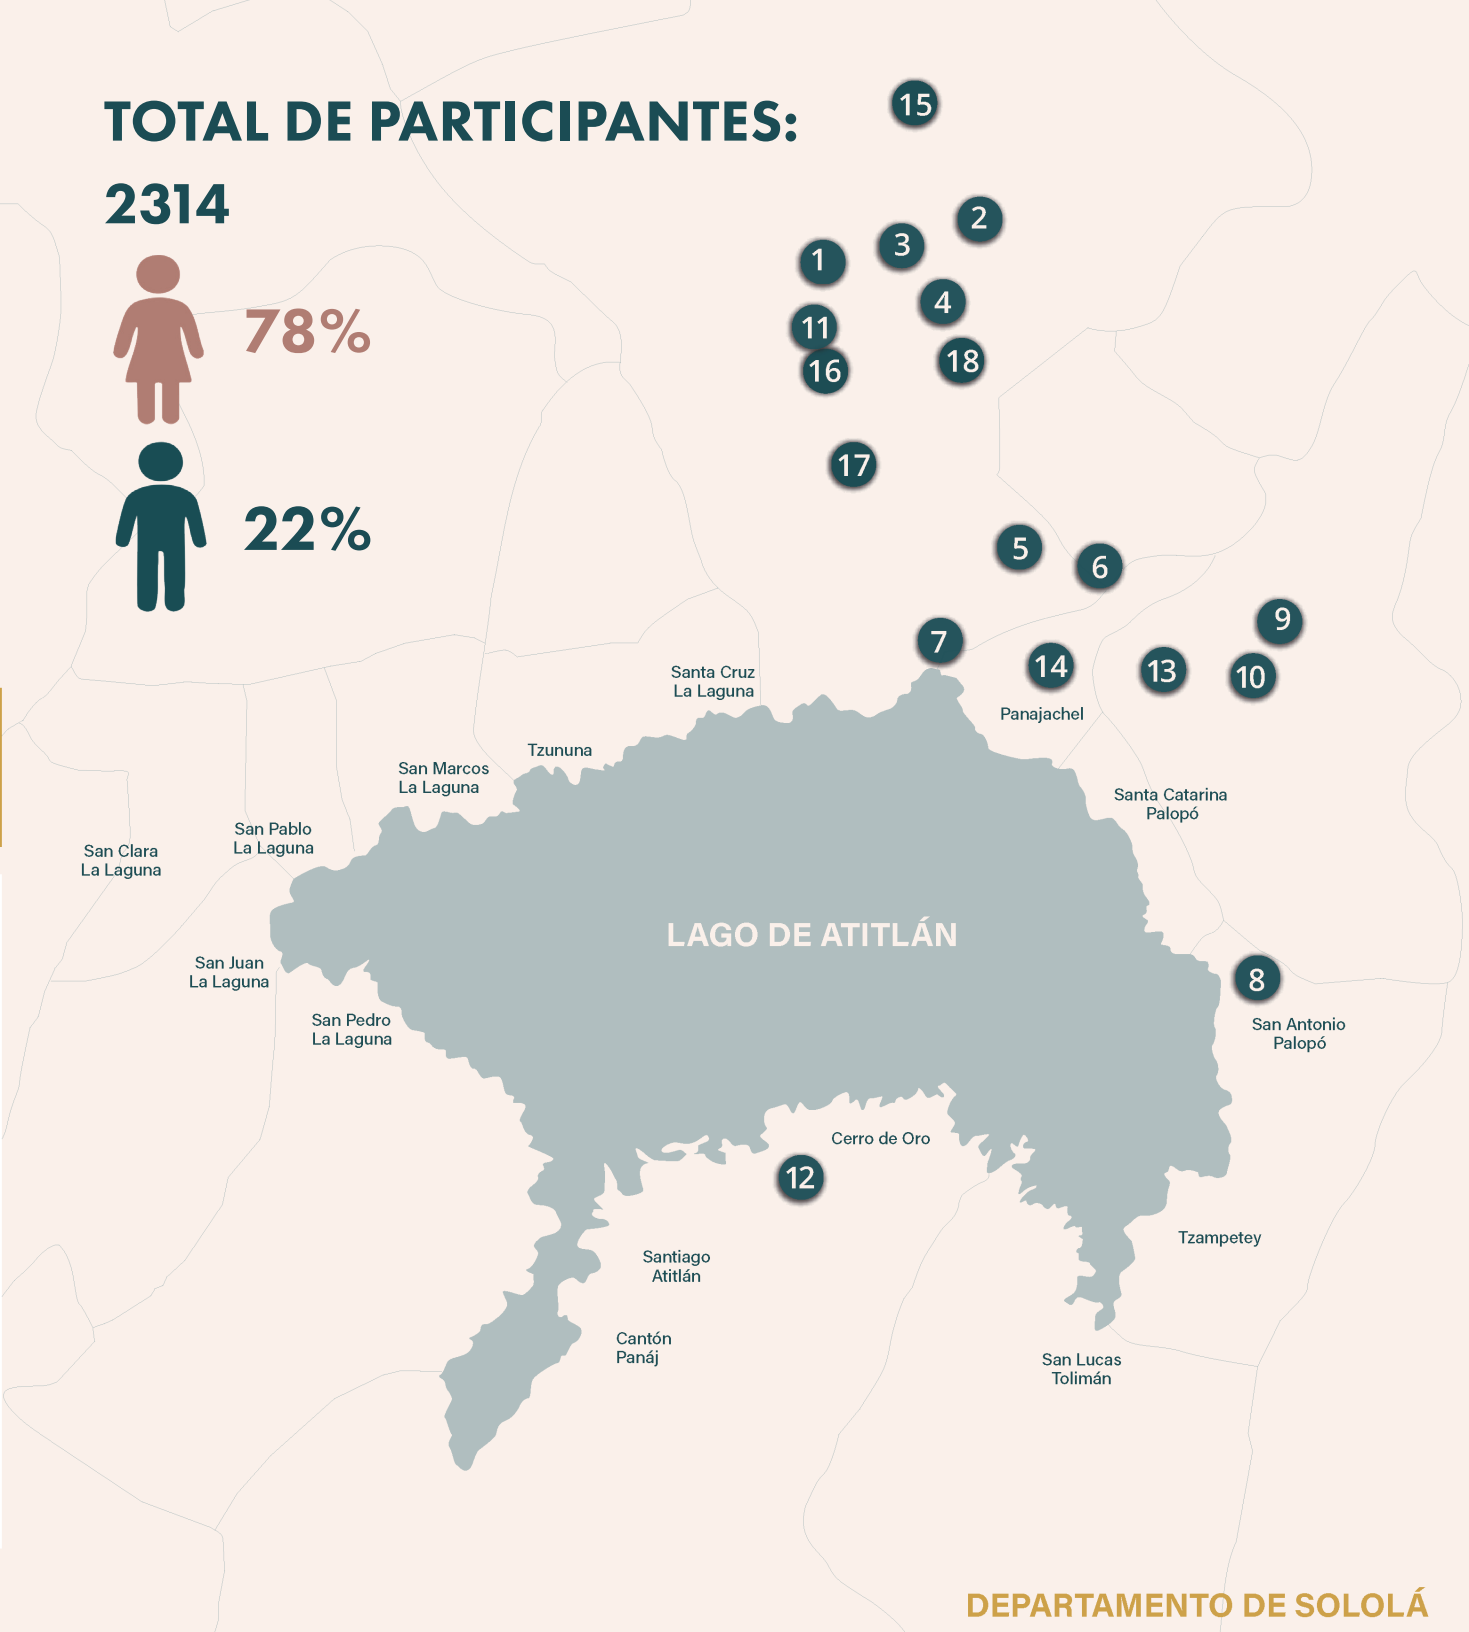 TOTAL DE PARTICIPANTES:
2314
78%
22%
15
2
3
1
4
11
18
16
17
5
6
9
7
14
13
10
Santa Cruz
La Laguna
Panajachel
Tzununa
San Marcos
La Laguna
Santa Catarina
Palopó
San Pablo
La Laguna
San Clara
La Laguna
LAGO DE ATITLÁN
San Juan
La Laguna
8
San Pedro
La Laguna
San Antonio
Palopó
Cerro de Oro
12
Tzampetey
Santiago
Atitlán
Cantón
Panáj
San Lucas
Tolimán
DEPARTAMENTO DE SOLOLÁ